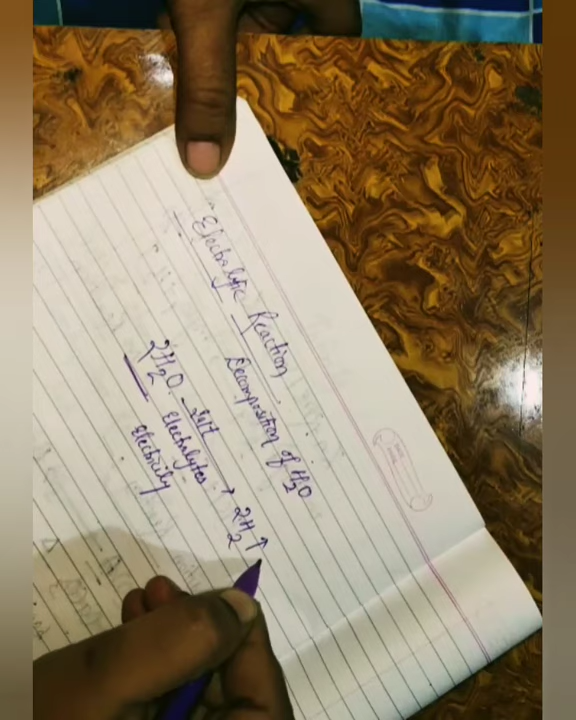 Electrolytic Reaction
Decomposition of H2O
2H2O → 2H2 ↑
Electrolytes
Electricity